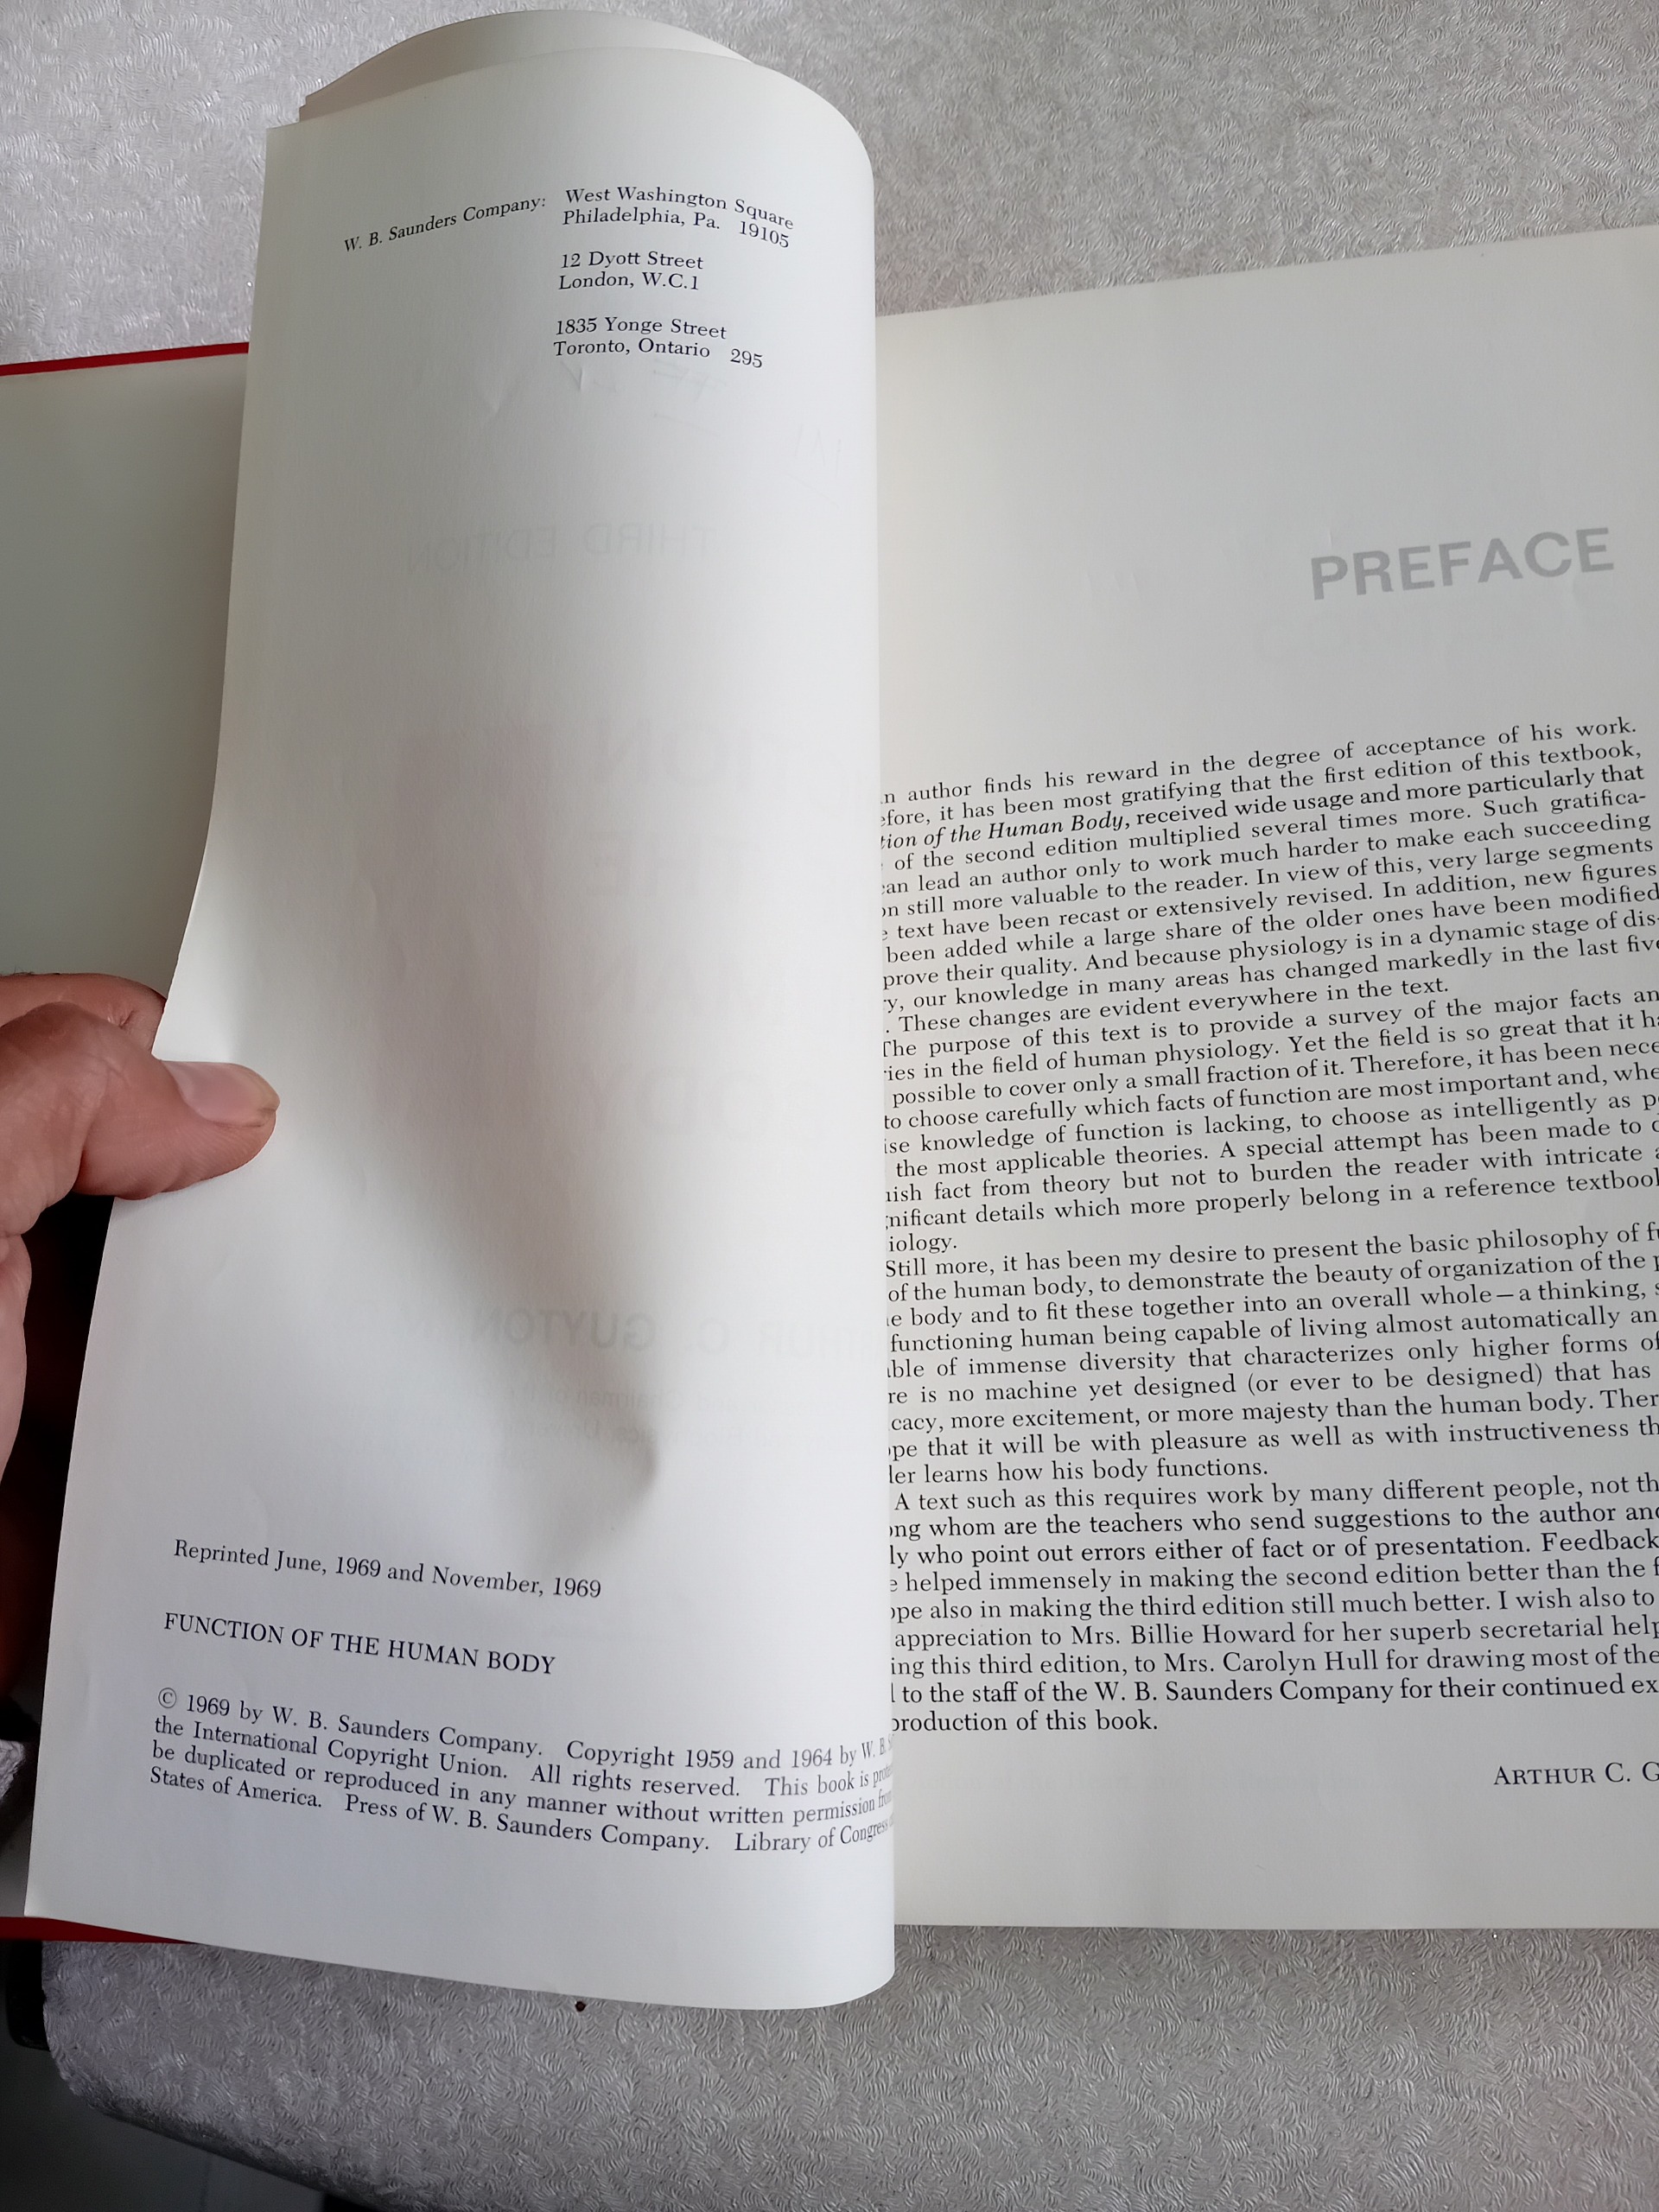 W. B. Saunders Company: West Washington Square
Philadelphia, Pa. 19105
12 Dyott Street
London, W.C.1
1835 Yonge Street
Toronto, Ontario 295
THIRD EDITION
O. GUYTON
Reprinted June, 1969 and November, 1969
FUNCTION OF THE HUMAN BODY
© 1969 by W. B. Saunders Company. Copyright 1959 and 1964 by W. B.
the International Copyright Union. All rights reserved. This book is
be duplicated or reproduced in any manner without written permission from
States of America. Press of W. B. Saunders Company. Library of Congress
PREFACE
author finds his reward in the degree of acceptance of his work.
it has been most gratifying that the first edition of this textbook,
of the Human Body, received wide usage and more particularly that
of the second edition multiplied several times more. Such gratifica-
lead an author only to work much harder to make each succeeding
still more valuable to the reader. In view of this, very large segments
text have been recast or extensively revised. In addition, new figures
been added while a large share of the older ones have been modified
prove their quality. And because physiology is in a dynamic stage of dis-
our knowledge in many areas has changed markedly in the last five
. These changes are evident everywhere in the text.
The purpose of this text is to provide a survey of the major facts
in the field of human physiology. Yet the field is so great that it
possible to cover only a small fraction of it. Therefore, it has been
to choose carefully which facts of function are most important and,
knowledge of function is lacking, to choose as intelligently as
the most applicable theories. A special attempt has been made to
fact from theory but not to burden the reader with intricate
details which more properly belong in a reference textbook
iology.
Still more, it has been my desire to present the basic philosophy of
of the human body, to demonstrate the beauty of organization of the
body and to fit these together into an overall whole—a thinking,
functioning human being capable of living almost automatically
of immense diversity that characterizes only higher forms of
is no machine yet designed (or ever to be designed) that has
cacy, more excitement, or more majesty than the human body.
that it will be with pleasure as well as with instructiveness
learns how his body functions.
A text such as this requires work by many different people, not
whom are the teachers who send suggestions to the author
who point out errors either of fact or of presentation. Feedback
helped immensely in making the second edition better than the
also in making the third edition still much better. I wish also to
appreciation to Mrs. Billie Howard for her superb secretarial
this third edition, to Mrs. Carolyn Hull for drawing most of the
to the staff of the W. B. Saunders Company for their continued
production of this book.
ARTHUR C. G